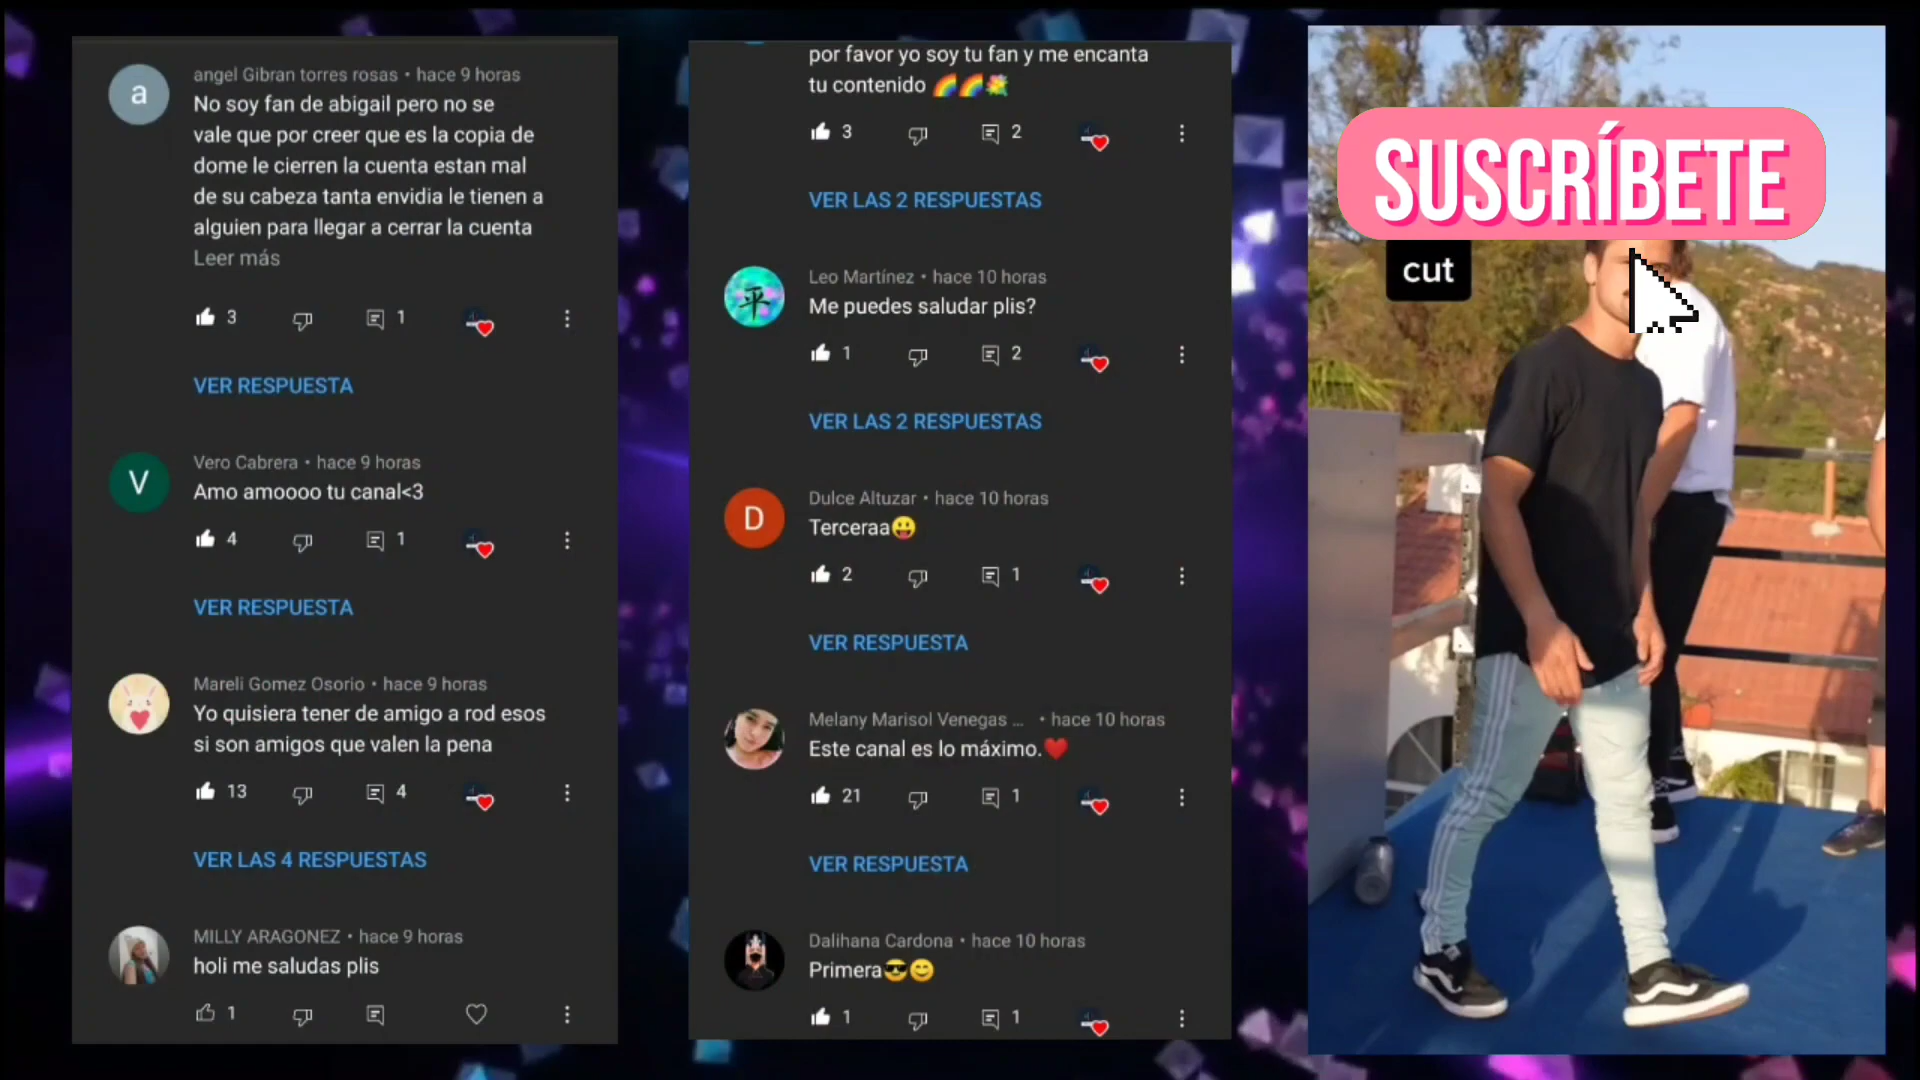 angel Gibran torres rosas • hace 9 horas
No soy fan de abigail pero no se
vale que por creer que es la copia de
dome le cierren la cuenta estan mal
de su cabeza tanta envidia le tienen a
alguien para llegar a cerrar la cuenta
Leer más
3 1
VER RESPUESTA
Vero Cabrera • hace 9 horas
Amo amoooo tu canal<3
4 1
VER RESPUESTA
Mareli Gomez Osorio • hace 9 horas
Yo quisiera tener de amigo a rod esos
si son amigos que valen la pena
13 4
VER LAS 4 RESPUESTAS
MILLY ARAGONEZ • hace 9 horas
holi me saludas plis
1
por favor yo soy tu fan y me encanta
tu contenido 🌈🌈💐
3 2
VER LAS 2 RESPUESTAS
Leo Martínez • hace 10 horas
Me puedes saludar plis?
1 2
VER LAS 2 RESPUESTAS
Dulce Altuzar • hace 10 horas
Terceraa😛
2 1
VER RESPUESTA
Melany Marisol Venegas ... • hace 10 horas
Este canal es lo máximo.❤️
21 1
VER RESPUESTA
Dalihana Cardona • hace 10 horas
Primera😎😊
1 1
a
V
D
平
SUSCRÍBETE
cut